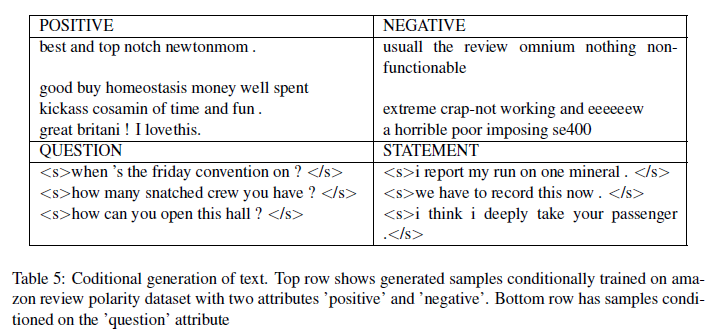 POSITIVE
best and top notch newtonmom .
good buy homeostasis money well spent
kickass cosamin of time and fun .
great britani ! I lovethis.
NEGATIVE
usuall the review omnium nothing non-
functionable
extreme crap-not working and eeeeeew
a horrible poor imposing se400
QUESTION
<s>when 's the friday convention on ? </s>
<s>how many snatched crew you have ? </s>
<s>how can you open this hall ? </s>
STATEMENT
<s>i report my run on one mineral . </s>
<s>we have to record this now . </s>
<s>i think i deeply take your passenger
.</s>
Table 5: Coditional generation of text. Top row shows generated samples conditionally trained on ama-
zon review polarity dataset with two attributes 'positive' and 'negative'. Bottom row has samples condi-
tioned on the 'question' attribute